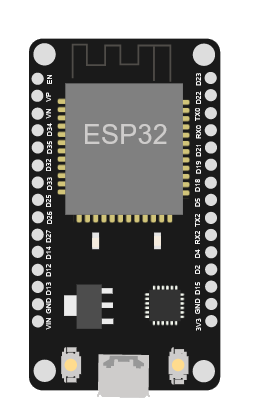 ESP32
EN
VP
VN
D34
D35
D32
D33
D25
D26
D27
D14
D12
D13
GND
VIN
D23
D22
TX0
RX0
D21
D19
D18
D5
TX2
RX2
D4
D2
D15
GND
3V3